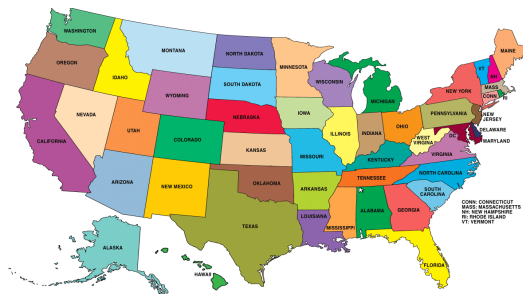 WASHINGTON
OREGON
CALIFORNIA
NEVADA
IDAHO
MONTANA
WYOMING
UTAH
ARIZONA
COLORADO
NEW MEXICO
NORTH DAKOTA
SOUTH DAKOTA
NEBRASKA
KANSAS
OKLAHOMA
TEXAS
MINNESOTA
IOWA
MISSOURI
ARKANSAS
LOUISIANA
WISCONSIN
ILLINOIS
MICHIGAN
INDIANA
OHIO
KENTUCKY
TENNESSEE
MISSISSIPPI
ALABAMA
GEORGIA
FLORIDA
SOUTH CAROLINA
NORTH CAROLINA
VIRGINIA
WEST VIRGINIA
DC
PENNSYLVANIA
NEW YORK
VT
NH
MAINE
MASS
CONN
RI
NEW JERSEY
DELAWARE
MARYLAND
ALASKA
HAWAII
CONN: CONNECTICUT
MASS: MASSACHUSETTS
NH: NEW HAMPSHIRE
RI: RHODE ISLAND
VT: VERMONT